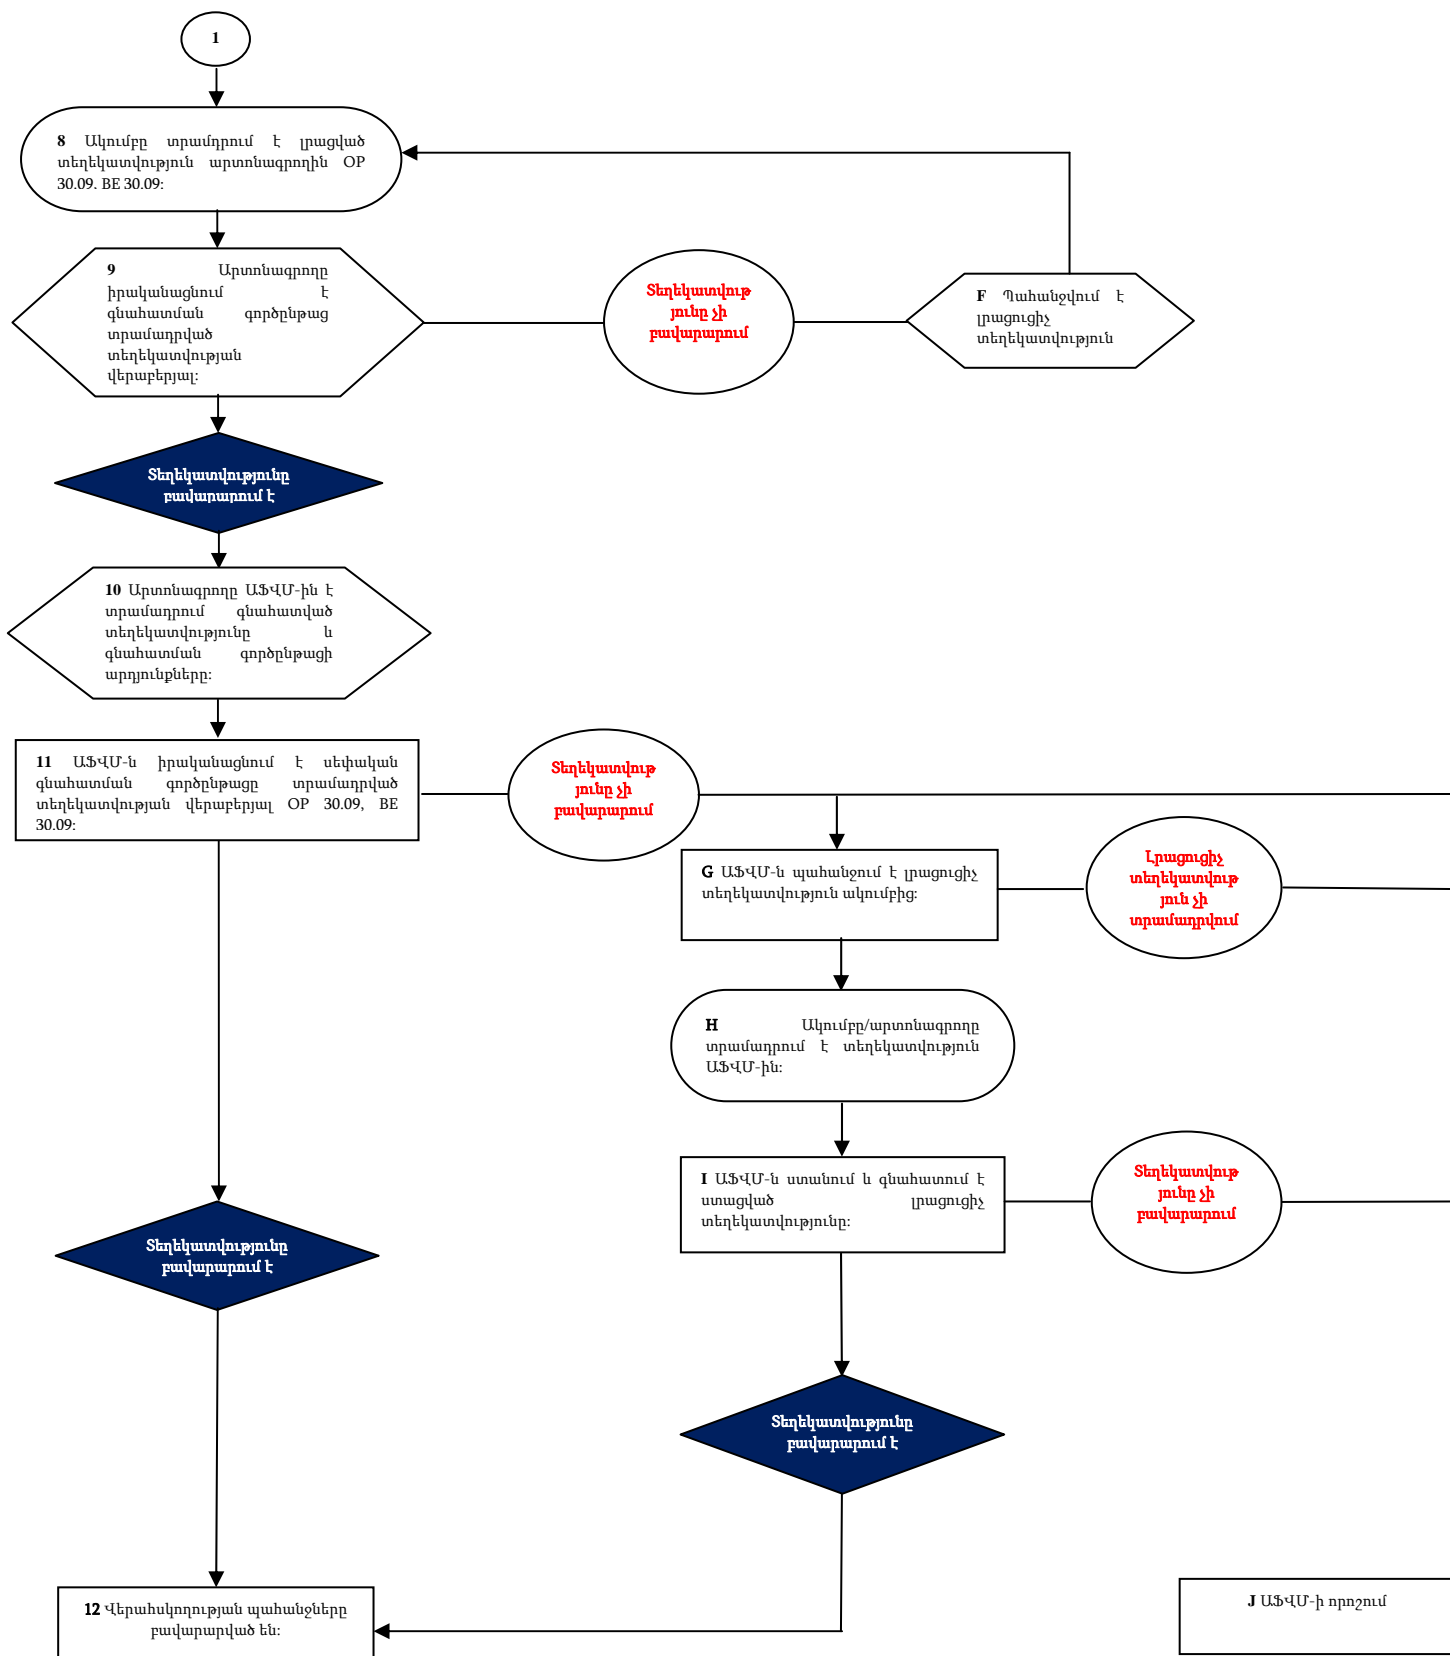 1
8 Ակումբը տրամդրում է լրացված
տեղեկատվություն արտոնագրողին OP
30.09. BE 30.09:
9 Արտոնագրողը
իրականացնում է
գնահատման գործընթաց
տրամադրված
տեղեկատվության
վերաբերյալ:
Տեղեկատվութ
յունը չի
բավարարում
F Պահանջվում է
լրացուցիչ
տեղեկատվություն
Տեղեկատվությունը
բավարարում է
10 Արտոնագրողը ԱՖՎՄ-ին է
տրամադրում գնահատված
տեղեկատվությունը և
գնահատման գործընթացի
արդյունքները:
11 ԱՖՎՄ-ն իրականացնում է սեփական
գնահատման գործընթացը տրամադրված
տեղեկատվության վերաբերյալ OP 30.09, BE
30.09:
Տեղեկատվութ
յունը չի
բավարարում
G ԱՖՎՄ-ն պահանջում է լրացուցիչ
տեղեկատվություն ակումբից:
Լրացուցիչ
տեղեկատվութ
յուն չի
տրամադրվում
H Ակումբը/արտոնագրողը
տրամադրում է տեղեկատվություն
ԱՖՎՄ-ին:
I ԱՖՎՄ-ն ստանում և գնահատում է
ստացված լրացուցիչ
տեղեկատվությունը:
Տեղեկատվութ
յունը չի
բավարարում
Տեղեկատվությունը
բավարարում է
Տեղեկատվությունը
բավարարում է
12 Վերահսկողության պահանջները
բավարարված են:
J ԱՖՎՄ-ի որոշում